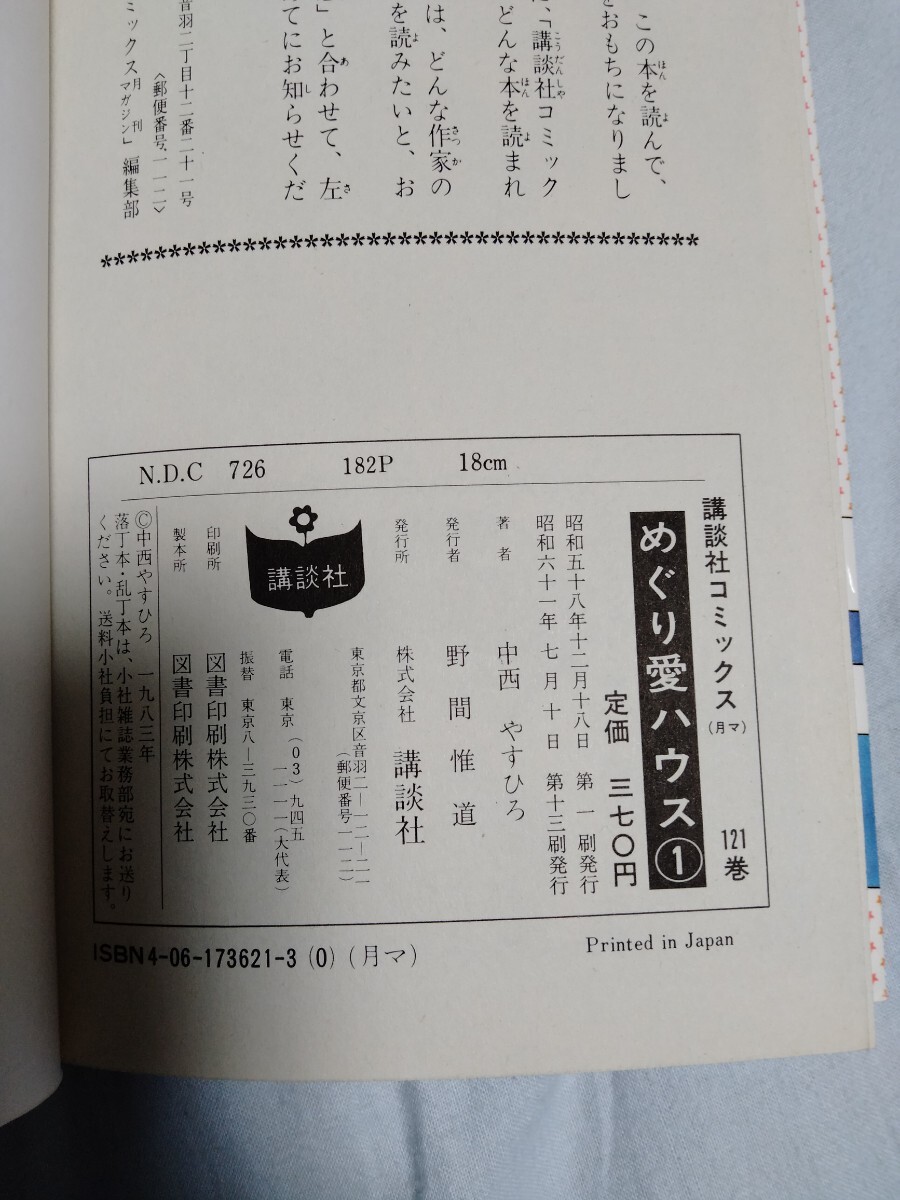 この本を読んで、
をおもちになりまし
「講談社コミック
どんな本を読まれ
は、どんな作家の
を読みたいと、お
」と合わせて、左
てにお知らせくだ
音羽二丁目十二番二十一号
〈郵便番号一一二〉
ミックス月刊マガジン」編集部
****************************************
N.D.C 726 182P 18cm
講談社コミックス(月マ) 121巻
めぐり愛ハウス①
定価 三七〇円
昭和五十八年十二月十八日 第一刷発行
昭和六十一年 七月十日 第十三刷発行
著者 中西 やすひろ
発行者 野間惟道
発行所 株式会社 講談社
東京都文京区音羽二―一二―二一
(郵便番号一一二)
電話 東京(03)九四五
一一一一(大代表)
振替 東京八―三九三〇番
講談社
印刷所 図書印刷株式会社
製本所 図書印刷株式会社
©中西やすひろ 一九八三年
落丁本・乱丁本は、小社雑誌業務部宛にお送り
ください。送料小社負担にてお取替えします。
ISBN4-06-173621-3 (0) (月マ)
Printed in Japan